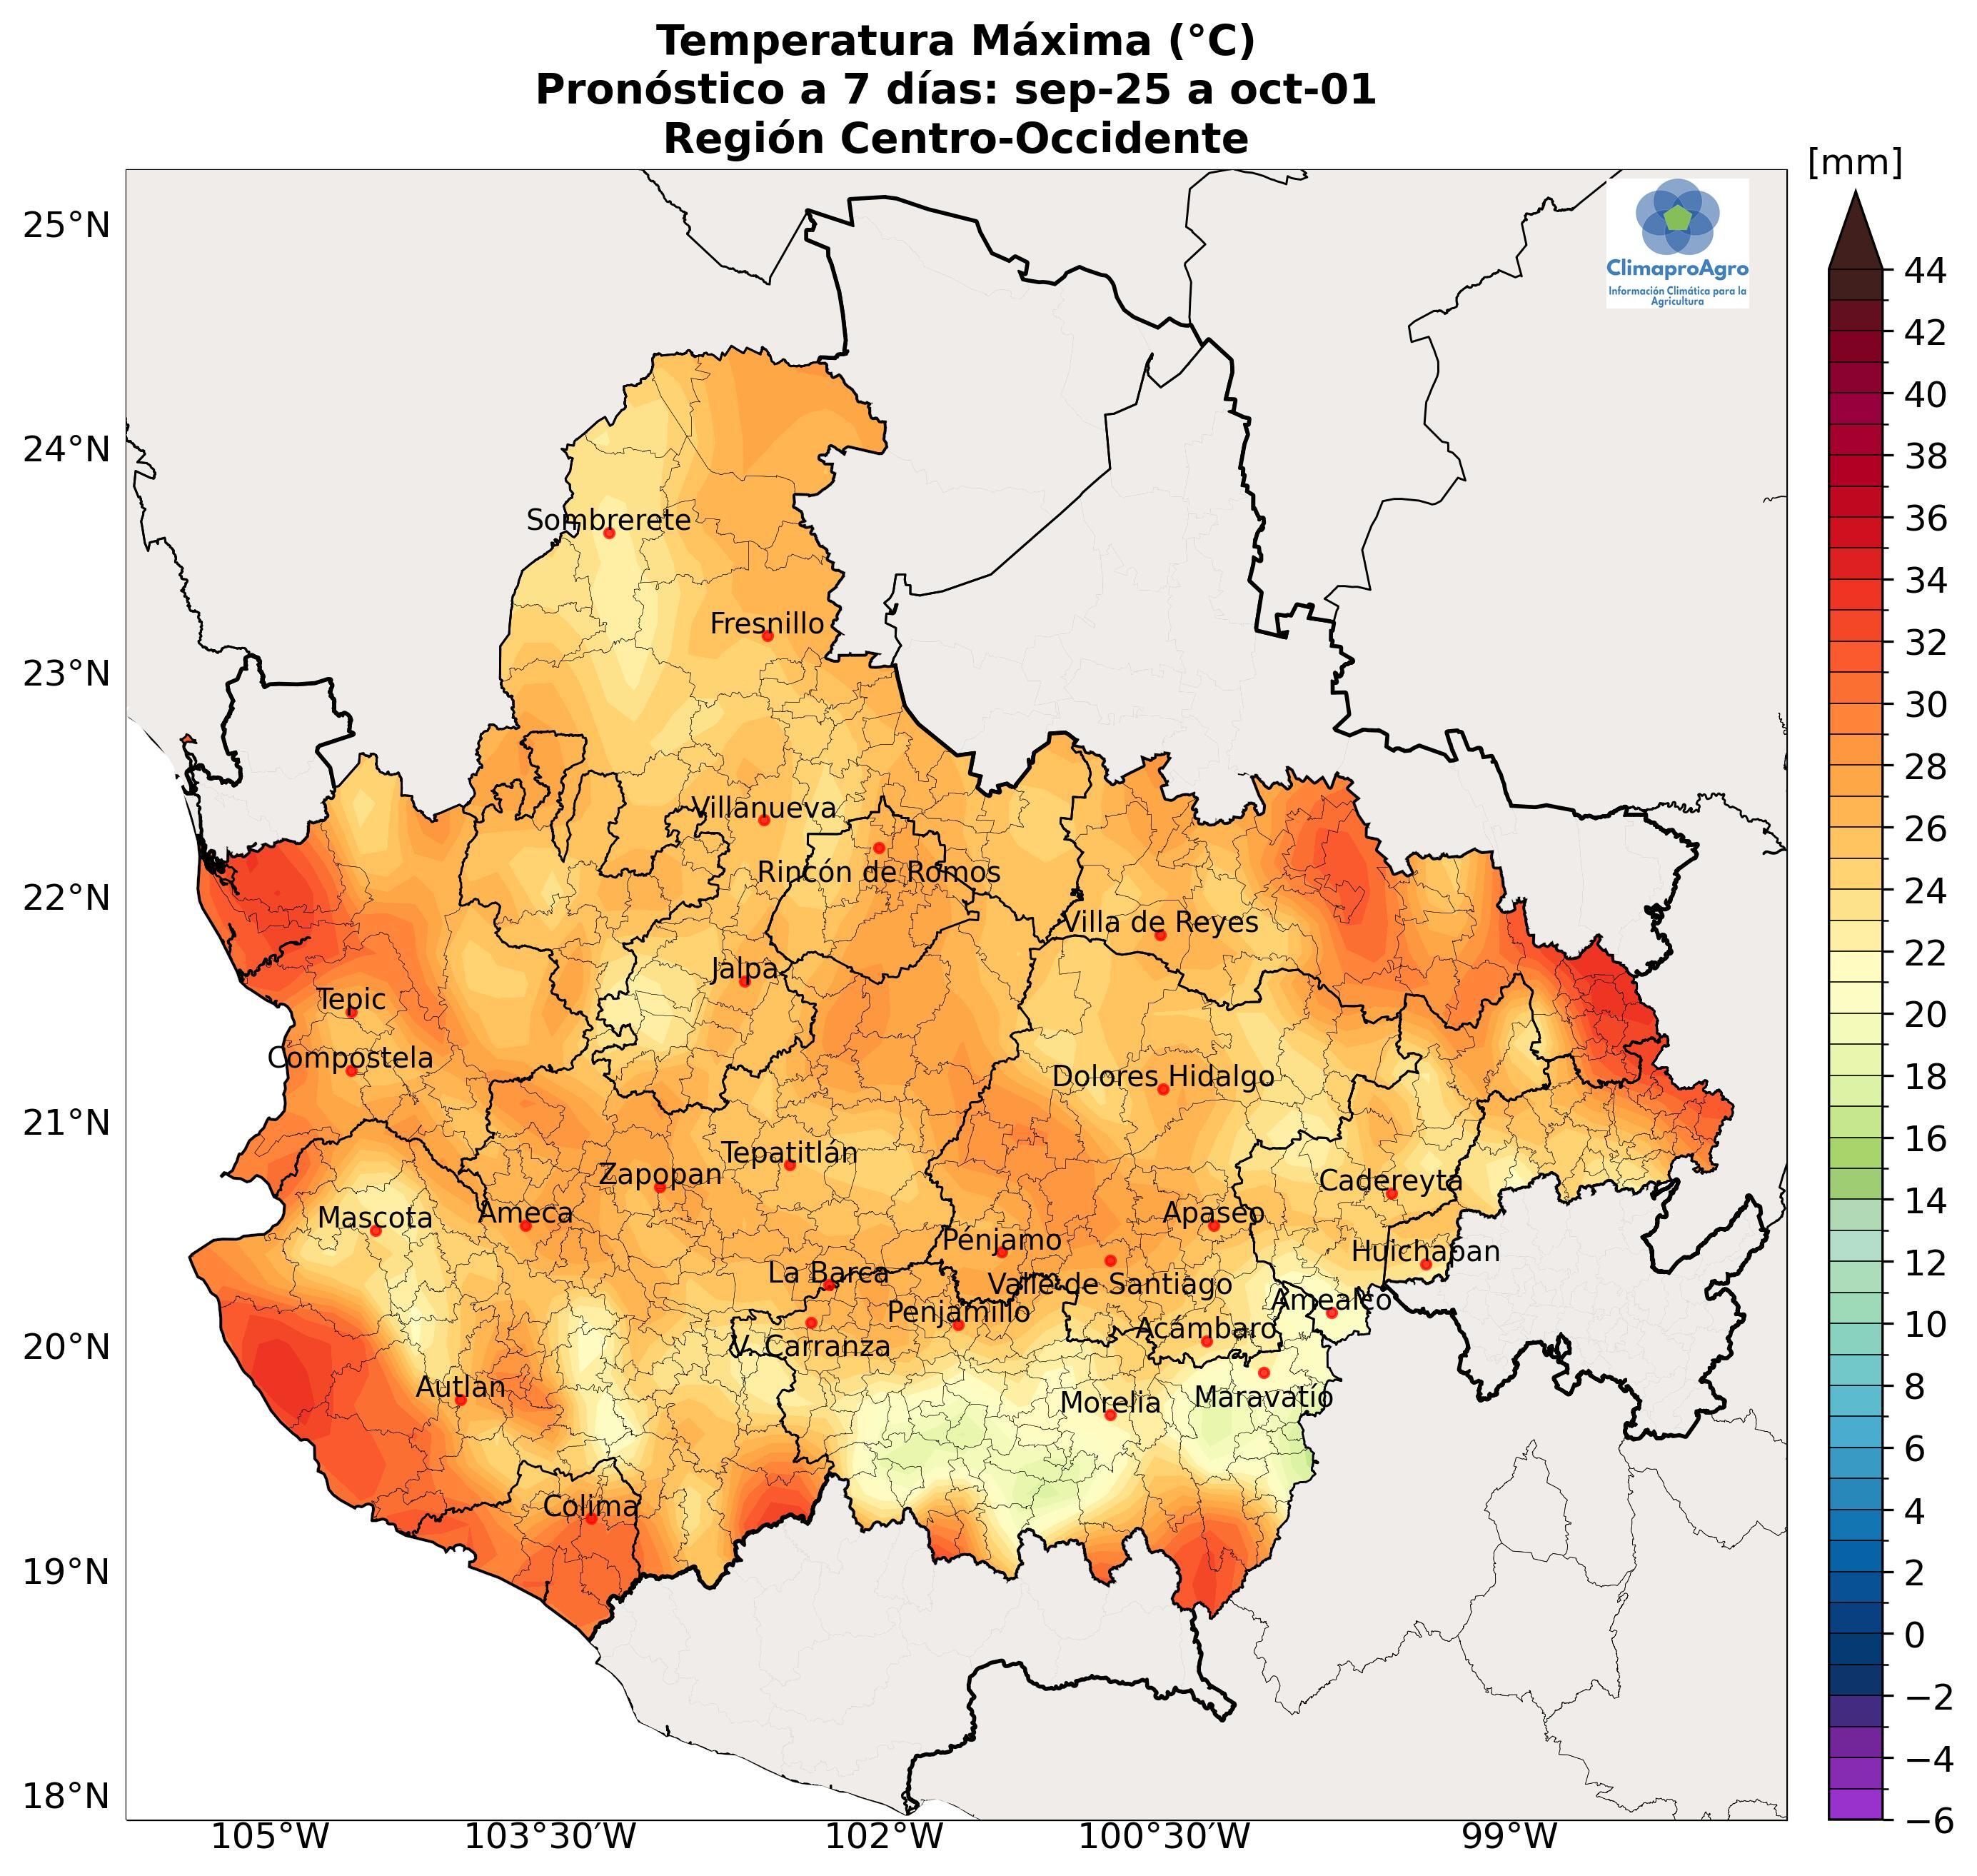 Temperatura Máxima (°C)
Pronóstico a 7 días: sep-25 a oct-01
Región Centro-Occidente
[mm]
ClimaproAgro
Información Climática para la
Agricultura
25°N
24°N
23°N
22°N
21°N
20°N
19°N
18°N
Sombrerete
Fresnillo
Villanueva
Rincón de Romos
Villa de Reyes
Jalpa
Tepic
Compostela
Dolores Hidalgo
Tepatitlán
Zapopan
Cadereyta
Mascota
Ameca
Apaseo
Pénjamo
Huichapan
La Barca
Valle de Santiago
Penjamillo
Amealco
Acámbaro
V. Carranza
Autlan
Maravatío
Morelia
Colima
105°W
103°30′W
102°W
100°30′W
99°W
44
42
40
38
36
34
32
30
28
26
24
22
20
18
16
14
12
10
8
6
4
2
0
−2
−4
−6